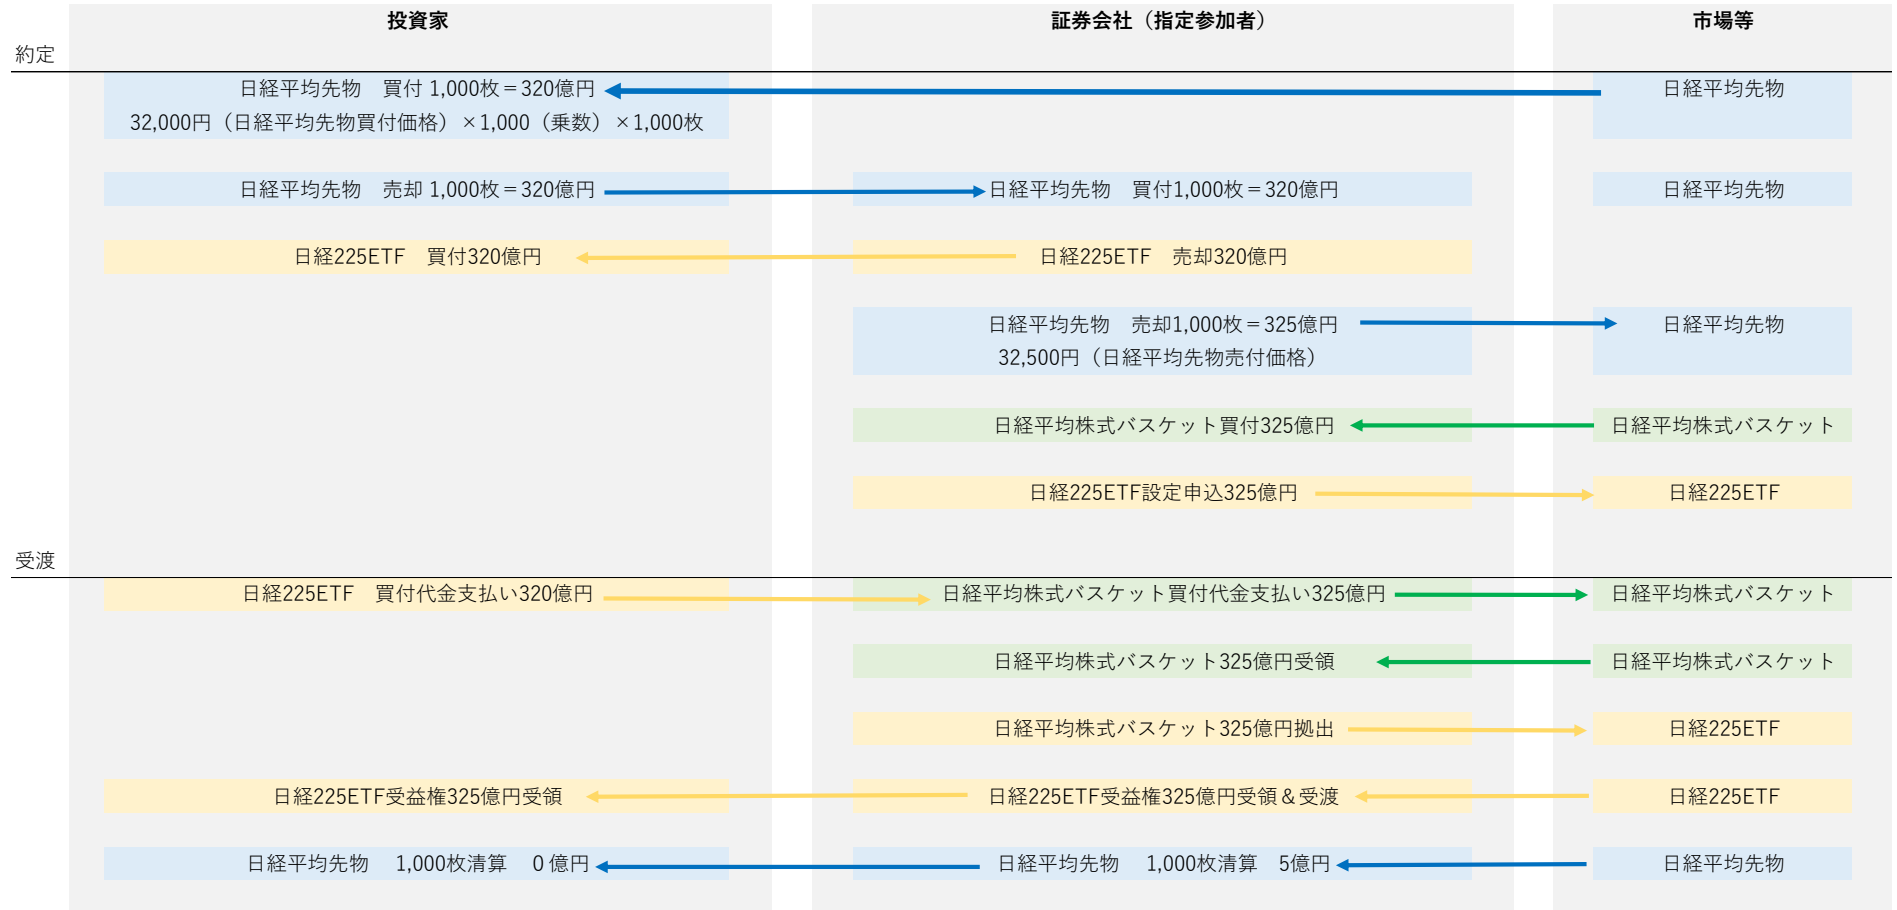 投資家　証券会社（指定参加者）　市場等
約定
日経平均先物　買付 1,000枚＝320億円　日経平均先物
32,000円（日経平均先物買付価格）×1,000（乗数）×1,000枚
日経平均先物　売却 1,000枚＝320億円　日経平均先物　買付1,000枚＝320億円　日経平均先物
日経225ETF　買付320億円　日経225ETF　売却320億円
日経平均先物　売却1,000枚＝325億円　日経平均先物
32,500円（日経平均先物売付価格）
日経平均株式バスケット買付325億円　日経平均株式バスケット
日経225ETF設定申込325億円　日経225ETF
受渡
日経225ETF　買付代金支払い320億円　日経平均株式バスケット買付代金支払い325億円　日経平均株式バスケット
日経平均株式バスケット325億円受領　日経平均株式バスケット
日経平均株式バスケット325億円拠出　日経225ETF
日経225ETF受益権325億円受領　日経225ETF受益権325億円受領＆受渡　日経225ETF
日経平均先物　1,000枚清算　０億円　日経平均先物　1,000枚清算　5億円　日経平均先物